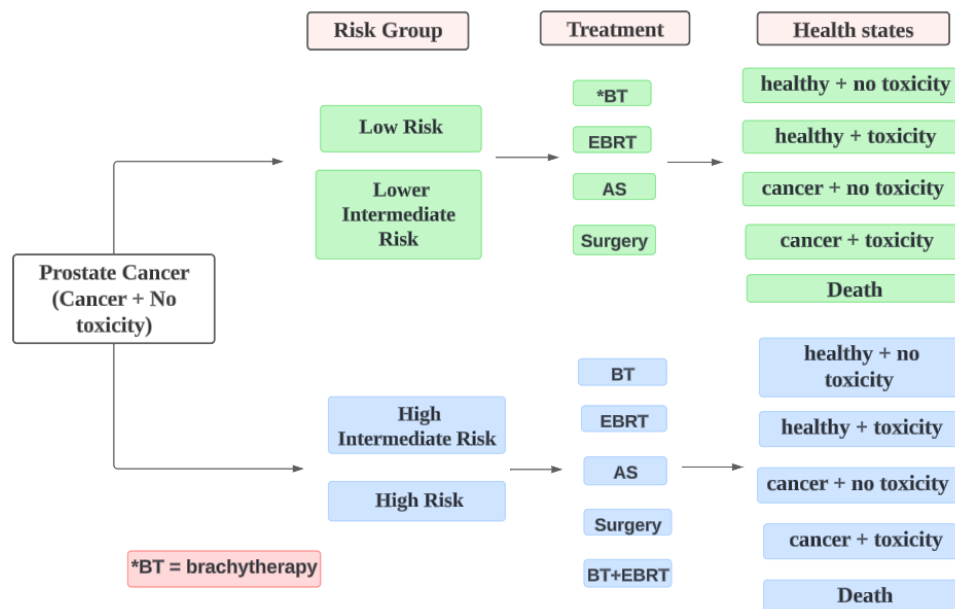 Risk Group
Treatment
Health states
Low Risk
Lower
Intermediate
Risk
*BT
EBRT
AS
Surgery
healthy + no toxicity
healthy + toxicity
cancer + no toxicity
cancer + toxicity
Death
Prostate Cancer
(Cancer + No
toxicity)
High
Intermediate Risk
High Risk
BT
EBRT
AS
Surgery
BT+EBRT
healthy + no
toxicity
healthy + toxicity
cancer + no toxicity
cancer + toxicity
Death
*BT = brachytherapy